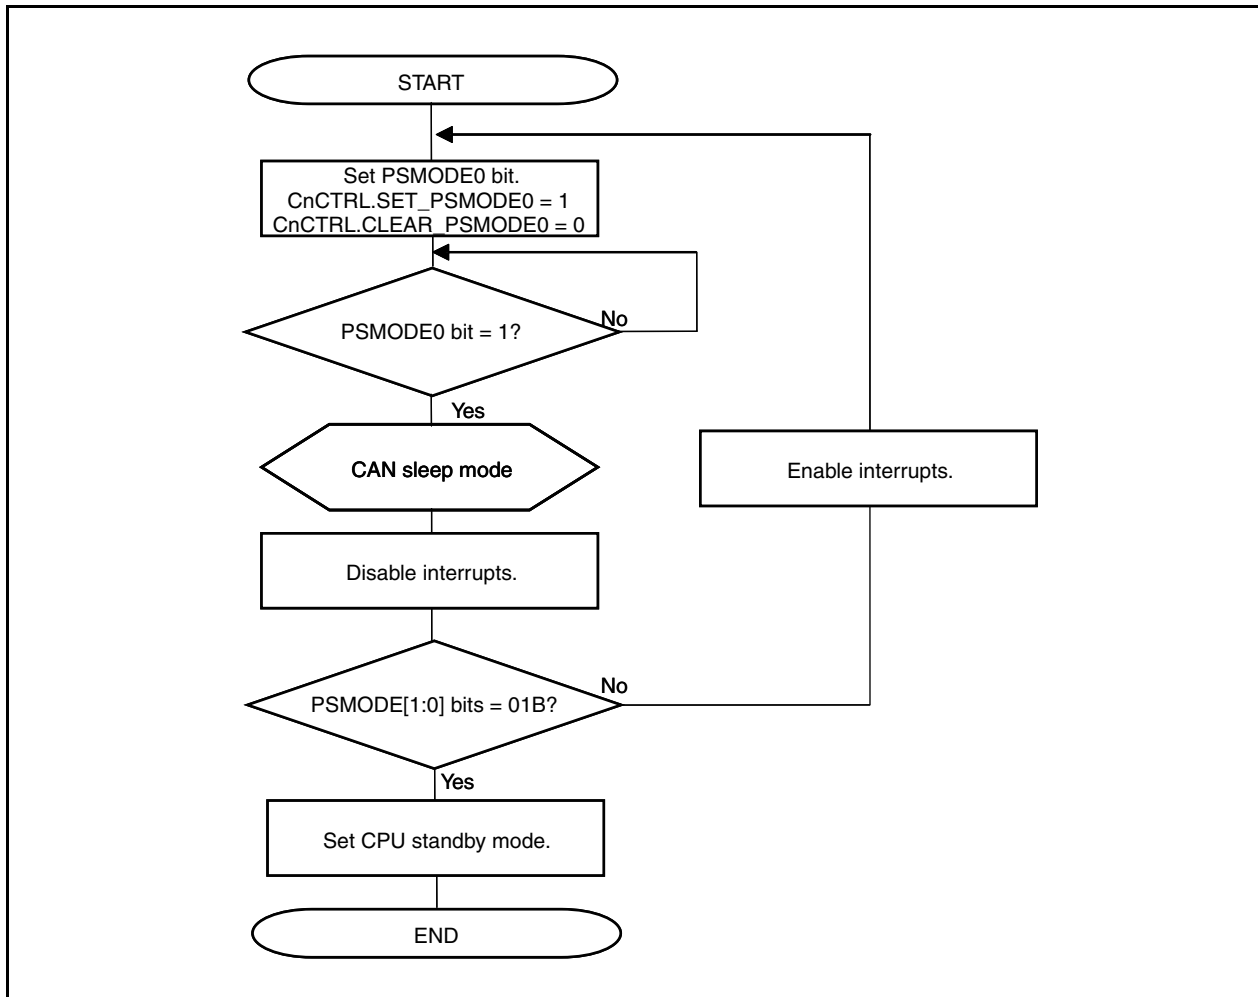 START
Set PSMODE0 bit.
CnCTRL.SET_PSMODE0 = 1
CnCTRL.CLEAR_PSMODE0 = 0
No
PSMODE0 bit = 1?
Yes
CAN sleep mode
Enable interrupts.
Disable interrupts.
No
PSMODE[1:0] bits = 01B?
Yes
Set CPU standby mode.
END